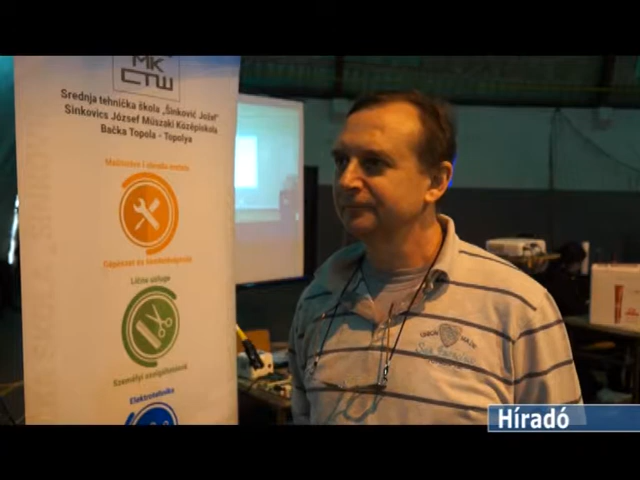 MK
CTW
Srednja tehnička škola „Šinković Jožef"
Sinkovics József Műszaki Középiskola
Bačka Topola - Topolya
Mašinstvo i obrada metala
Gépészet és fémfeldolgozás
Lične usluge
Személyi szolgáltatások
Elektrotehnika
Híradó